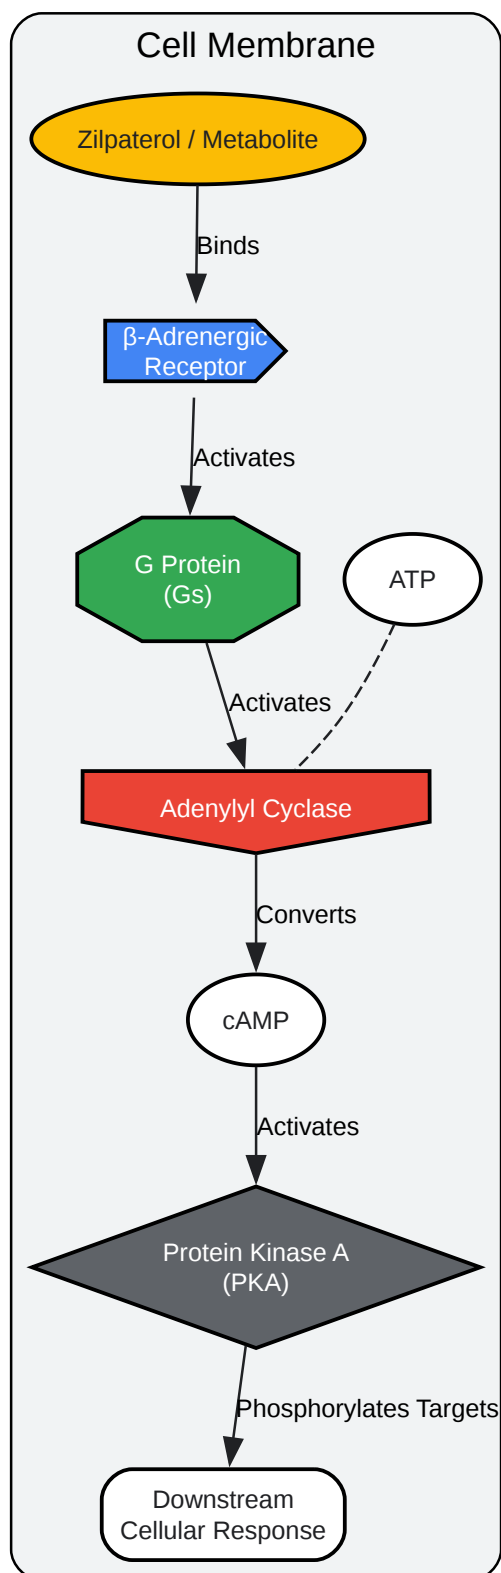 Cell Membrane
Zilpaterol / Metabolite
Binds
β-Adrenergic
Receptor
Activates
G Protein
(Gs)
ATP
Activates
Adenylyl Cyclase
Converts
cAMP
Activates
Protein Kinase A
(PKA)
Phosphorylates Targets
Downstream
Cellular Response